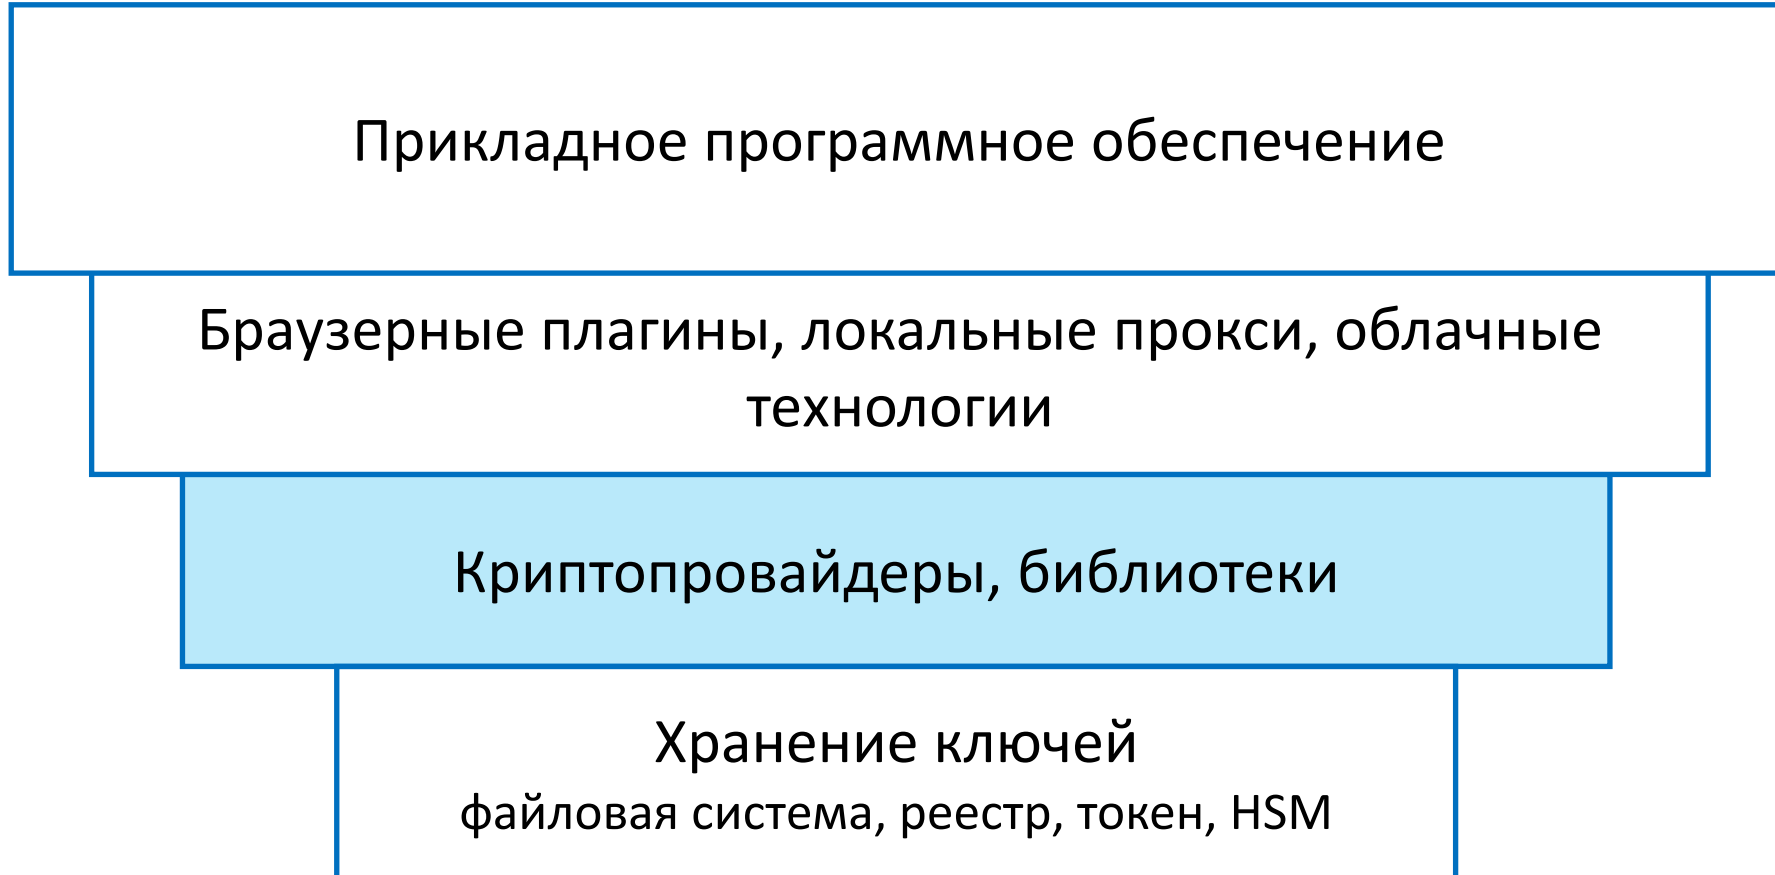 Прикладное программное обеспечение
Браузерные плагины, локальные прокси, облачные
технологии
Криптопровайдеры, библиотеки
Хранение ключей
файловая система, реестр, токен, HSM